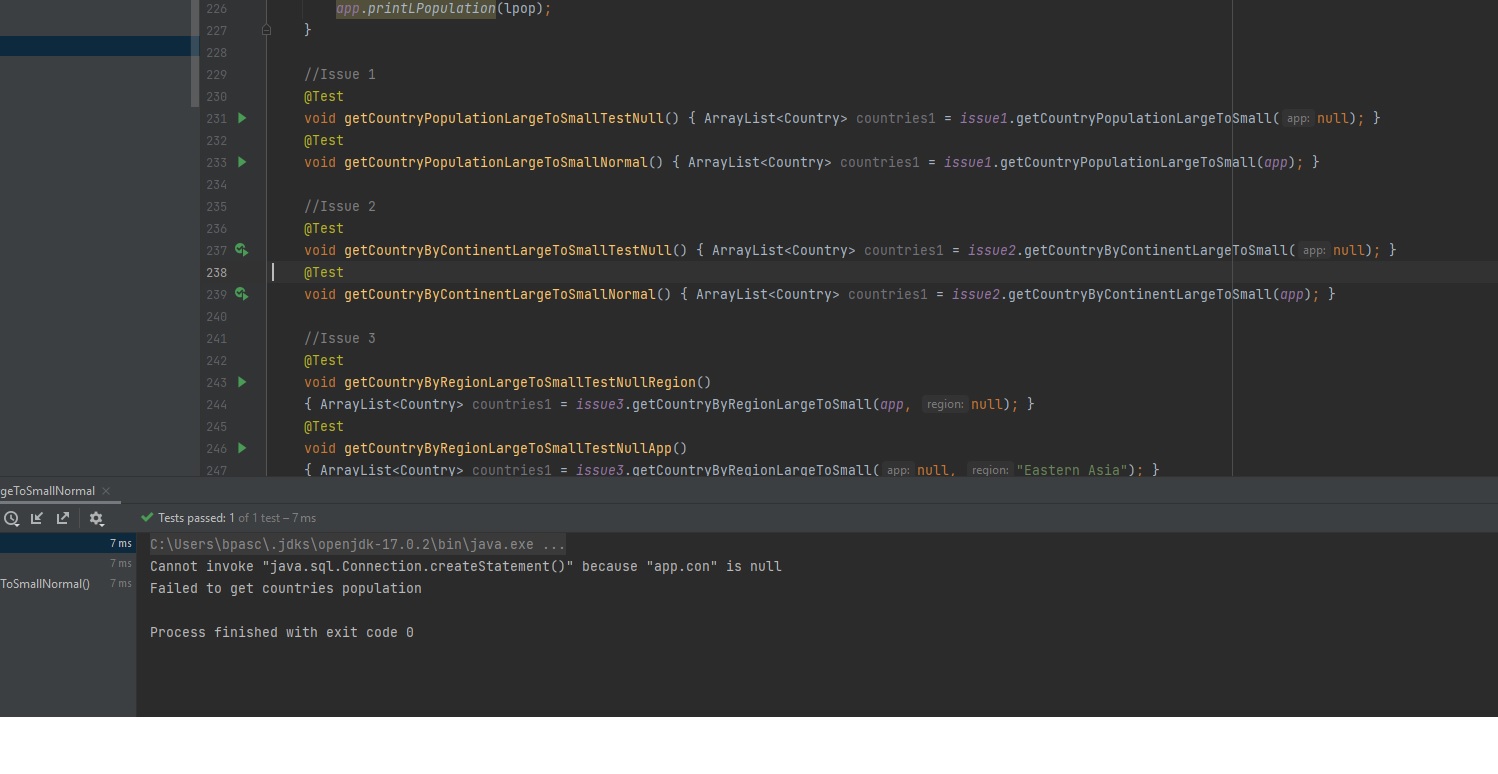 226 app.printLPopulation(lpop);
227 }
228
229 //Issue 1
230 @Test
231 void getCountryPopulationLargeToSmallTestNull() { ArrayList<Country> countries1 = issue1.getCountryPopulationLargeToSmall( app: null); }
232 @Test
233 void getCountryPopulationLargeToSmallNormal() { ArrayList<Country> countries1 = issue1.getCountryPopulationLargeToSmall(app); }
234
235 //Issue 2
236 @Test
237 void getCountryByContinentLargeToSmallTestNull() { ArrayList<Country> countries1 = issue2.getCountryByContinentLargeToSmall( app: null); }
238 @Test
239 void getCountryByContinentLargeToSmallNormal() { ArrayList<Country> countries1 = issue2.getCountryByContinentLargeToSmall(app); }
240
241 //Issue 3
242 @Test
243 void getCountryByRegionLargeToSmallTestNullRegion()
244 { ArrayList<Country> countries1 = issue3.getCountryByRegionLargeToSmall(app, region: null); }
245 @Test
246 void getCountryByRegionLargeToSmallTestNullApp()
247 { ArrayList<Country> countries1 = issue3.getCountryByRegionLargeToSmall( app: null, region: "Eastern Asia"); }
geToSmallNormal
Tests passed: 1 of 1 test – 7 ms
7 ms C:\Users\bpasc\.jdks\openjdk-17.0.2\bin\java.exe ...
7 ms Cannot invoke "java.sql.Connection.createStatement()" because "app.con" is null
ToSmallNormal() 7 ms Failed to get countries population
Process finished with exit code 0